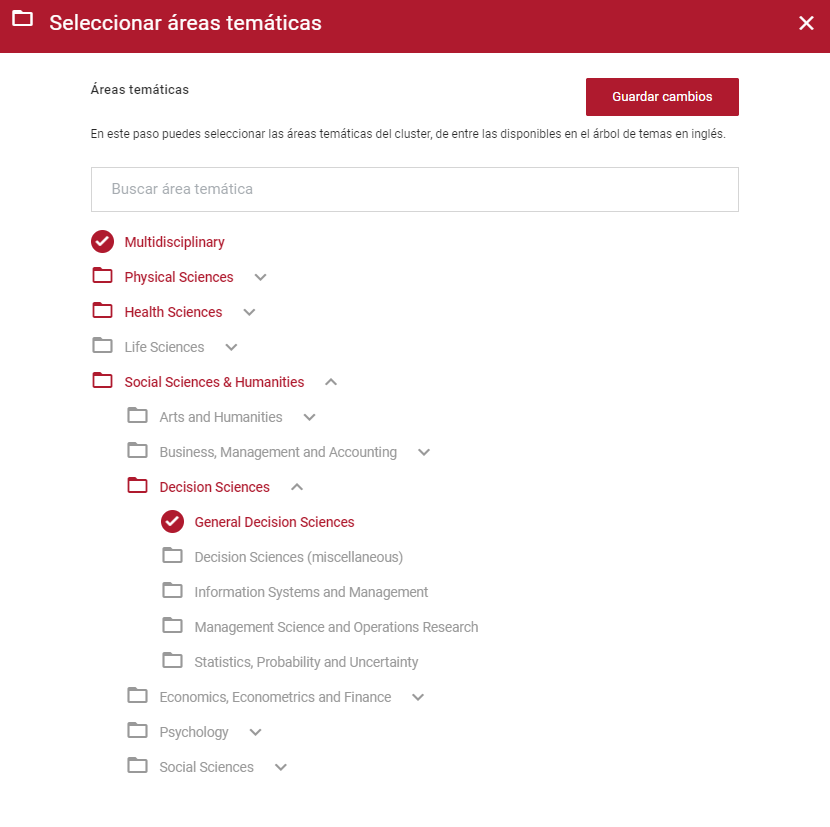 Seleccionar áreas temáticas
Áreas temáticas
Guardar cambios
En este paso puedes seleccionar las áreas temáticas del cluster, de entre las disponibles en el árbol de temas en inglés.
Buscar área temática
Multidisciplinary
Physical Sciences
Health Sciences
Life Sciences
Social Sciences & Humanities
Arts and Humanities
Business, Management and Accounting
Decision Sciences
General Decision Sciences
Decision Sciences (miscellaneous)
Information Systems and Management
Management Science and Operations Research
Statistics, Probability and Uncertainty
Economics, Econometrics and Finance
Psychology
Social Sciences